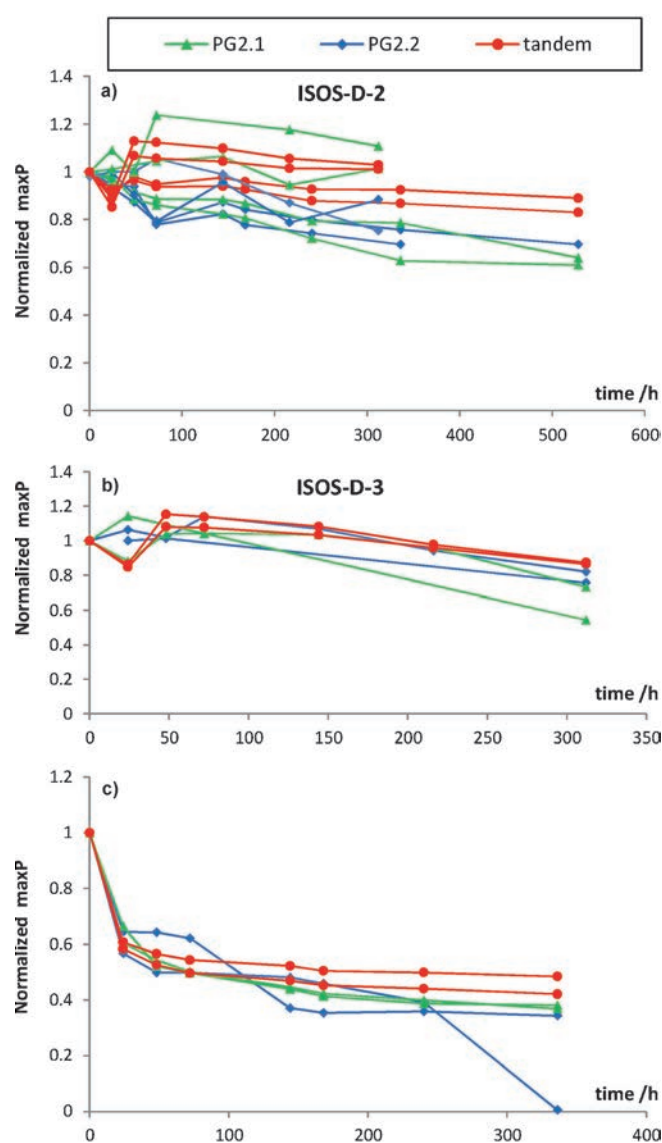 PG2.1 PG2.2 tandem
a) ISOS-D-2
Normalized maxP
1.4
1.2
1
0.8
0.6
0.4
0.2
0
time /h
0 100 200 300 400 500 600
b) ISOS-D-3
Normalized maxP
1.4
1.2
1
0.8
0.6
0.4
0.2
0
time /h
0 50 100 150 200 250 300 350
c)
Normalized maxP
1.2
1
0.8
0.6
0.4
0.2
0
time /h
0 100 200 300 400